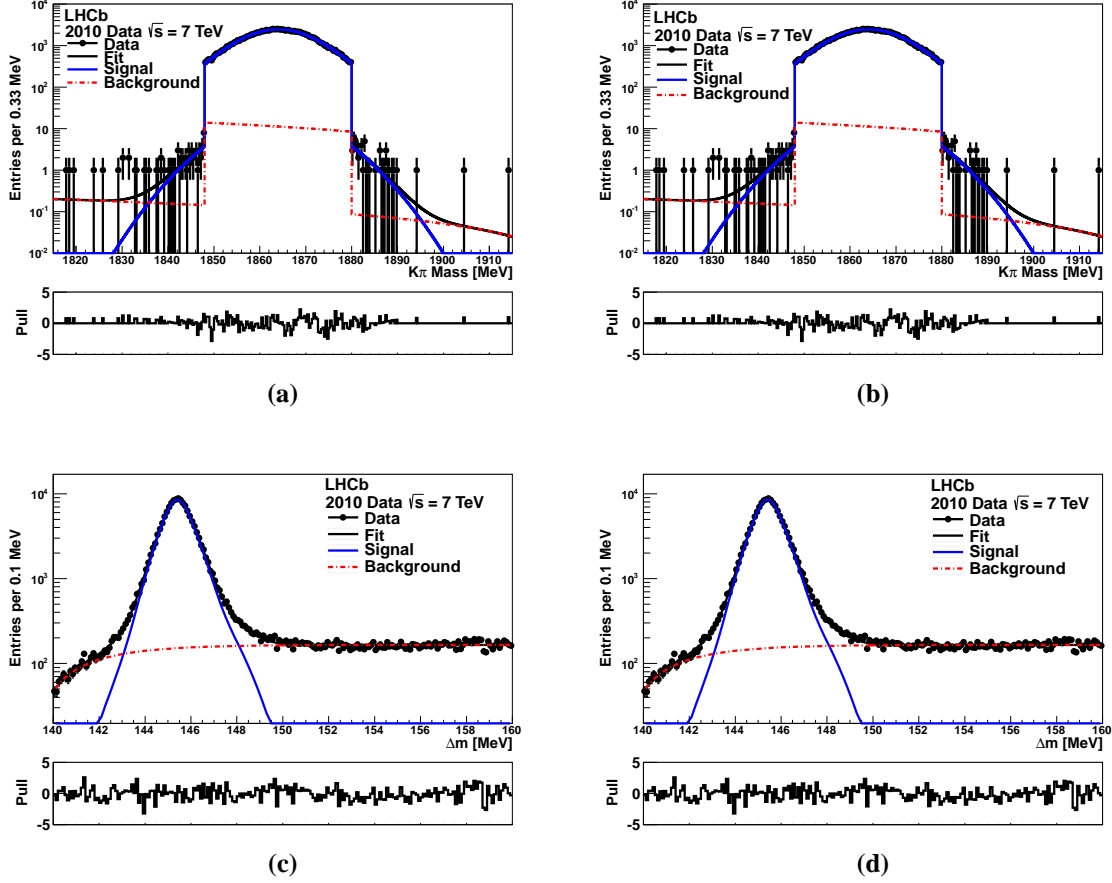 LHCb
2010 Data √s = 7 TeV
Data
Fit
Signal
Background
Entries per 0.33 MeV
10³
10²
10
1
10⁻¹
10⁻²
1820 1830 1840 1850 1860 1870 1880 1890 1900 1910
Kπ Mass [MeV]
Pull
5
0
-5
(a)
LHCb
2010 Data √s = 7 TeV
Data
Fit
Signal
Background
Entries per 0.33 MeV
10³
10²
10
1
10⁻¹
10⁻²
1820 1830 1840 1850 1860 1870 1880 1890 1900 1910
Kπ Mass [MeV]
Pull
5
0
-5
(b)
LHCb
2010 Data √s = 7 TeV
Data
Fit
Signal
Background
Entries per 0.1 MeV
10⁴
10³
10²
140 142 144 146 148 150 152 154 156 158 160
Δm [MeV]
Pull
5
0
-5
(c)
LHCb
2010 Data √s = 7 TeV
Data
Fit
Signal
Background
Entries per 0.1 MeV
10⁴
10³
10²
140 142 144 146 148 150 152 154 156 158 160
Δm [MeV]
Pull
5
0
-5
(d)